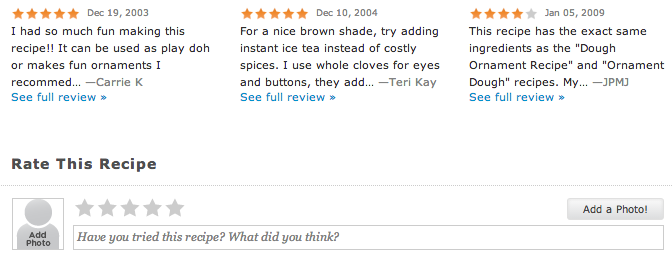 Dec 19, 2003
I had so much fun making this
recipe!! It can be used as play doh
or makes fun ornaments I
recommed... —Carrie K
See full review »
Dec 10, 2004
For a nice brown shade, try adding
instant ice tea instead of costly
spices. I use whole cloves for eyes
and buttons, they add... —Teri Kay
See full review »
Jan 05, 2009
This recipe has the exact same
ingredients as the "Dough
Ornament Recipe" and "Ornament
Dough" recipes. My... —JPMJ
See full review »
Rate This Recipe
Add
Photo
Add a Photo!
Have you tried this recipe? What did you think?